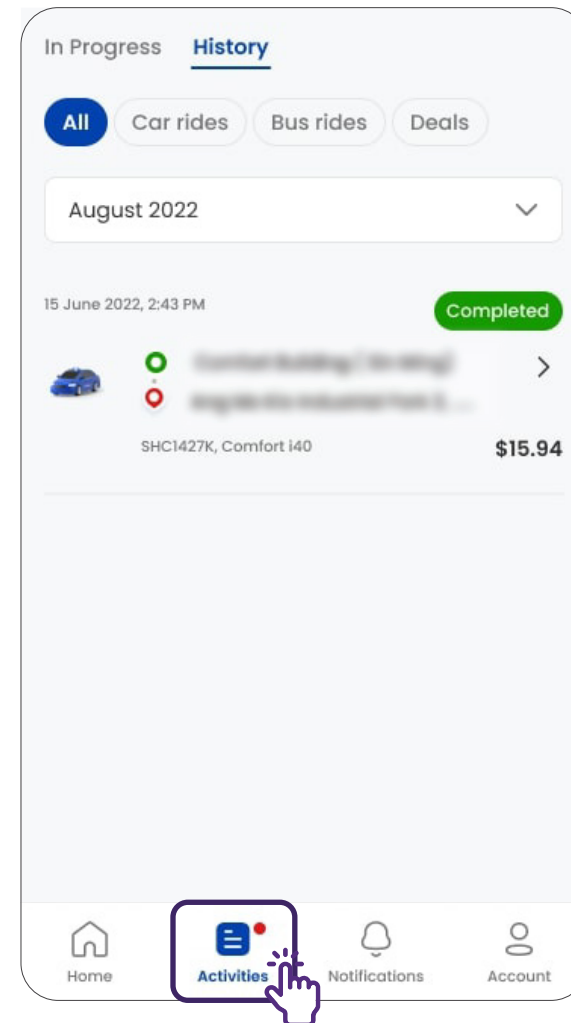 In Progress History
All Car rides Bus rides Deals
August 2022
15 June 2022, 2:43 PM Completed
SHC1427K, Comfort i40 $15.94
Home Activities Notifications Account